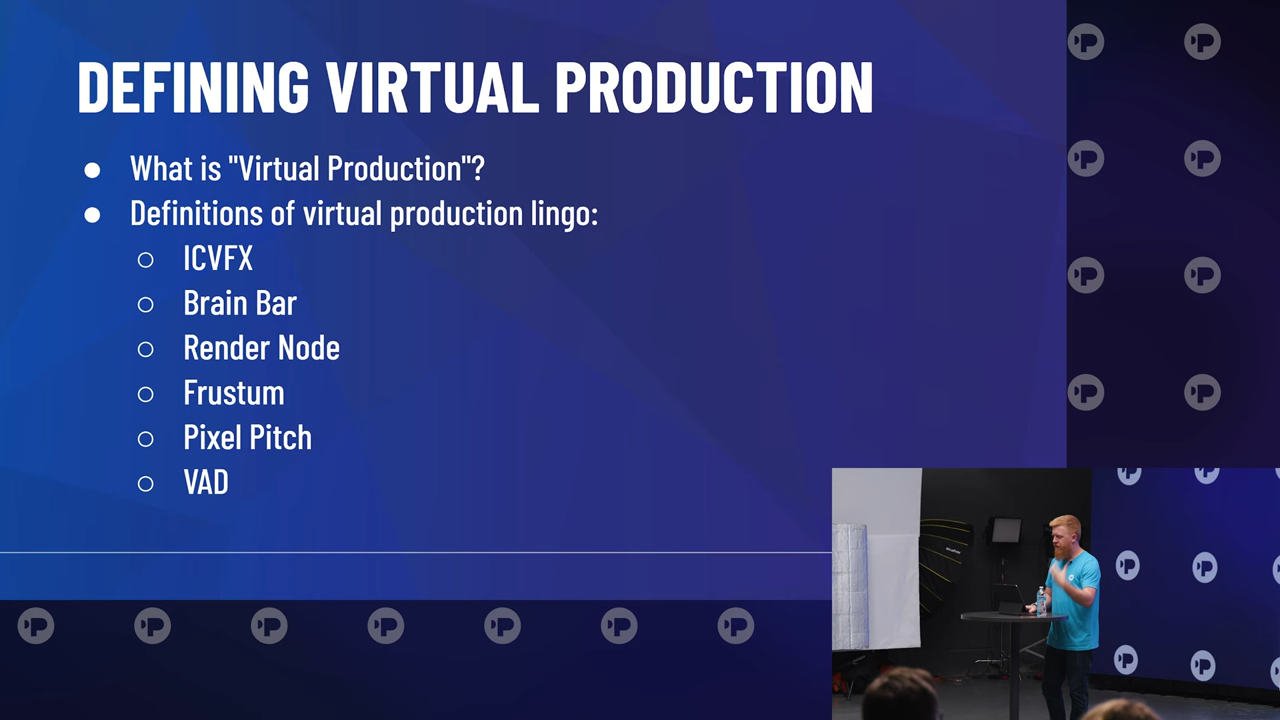 DEFINING VIRTUAL PRODUCTION
● What is "Virtual Production"?
● Definitions of virtual production lingo:
○ ICVFX
○ Brain Bar
○ Render Node
○ Frustum
○ Pixel Pitch
○ VAD